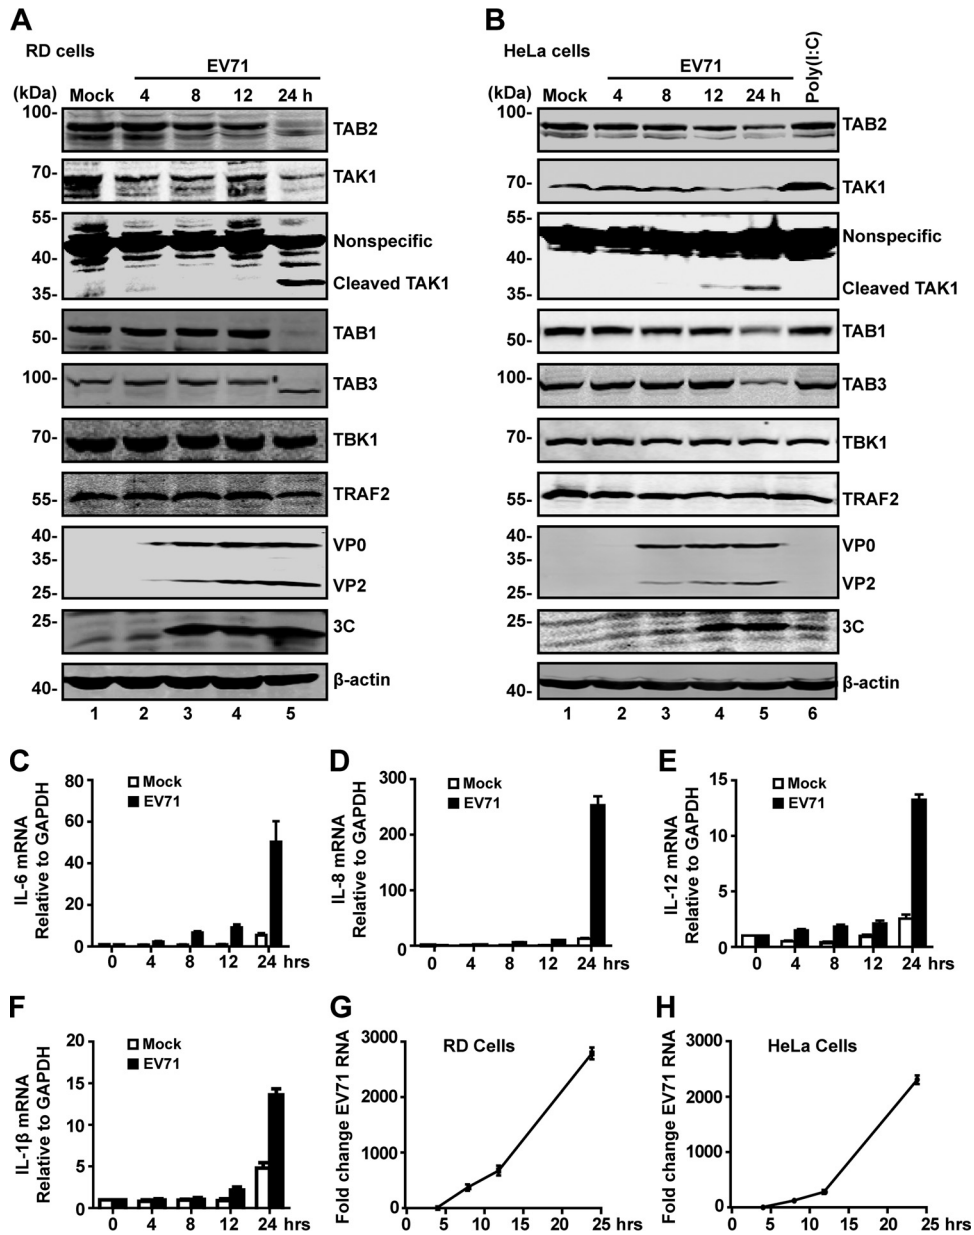 A
RD cells
EV71
(kDa) Mock 4 8 12 24 h
100-
TAB2
70-
TAK1
55-
Nonspecific
40-
Cleaved TAK1
35-
50-
TAB1
100-
TAB3
70-
TBK1
55-
TRAF2
40-
VP0
35-
VP2
25-
25-
3C
40-
β-actin
1 2 3 4 5
B
HeLa cells
EV71
Poly(I:C)
(kDa) Mock 4 8 12 24 h
100-
TAB2
70-
TAK1
55-
Nonspecific
40-
Cleaved TAK1
35-
50-
TAB1
100-
TAB3
70-
TBK1
55-
TRAF2
40-
VP0
35-
VP2
25-
25-
3C
40-
β-actin
1 2 3 4 5 6
C
IL-6 mRNA
Relative to GAPDH
80
60
40
20
0
Mock
EV71
0 4 8 12 24 hrs
D
IL-8 mRNA
Relative to GAPDH
300
200
100
0
Mock
EV71
0 4 8 12 24 hrs
E
IL-12 mRNA
Relative to GAPDH
15
10
5
0
Mock
EV71
0 4 8 12 24 hrs
F
IL-1β mRNA
Relative to GAPDH
20
15
10
5
0
Mock
EV71
0 4 8 12 24 hrs
G
Fold change EV71 RNA
3000
2000
1000
0
RD Cells
0 5 10 15 20 25 hrs
H
Fold change EV71 RNA
3000
2000
1000
0
HeLa Cells
0 5 10 15 20 25 hrs